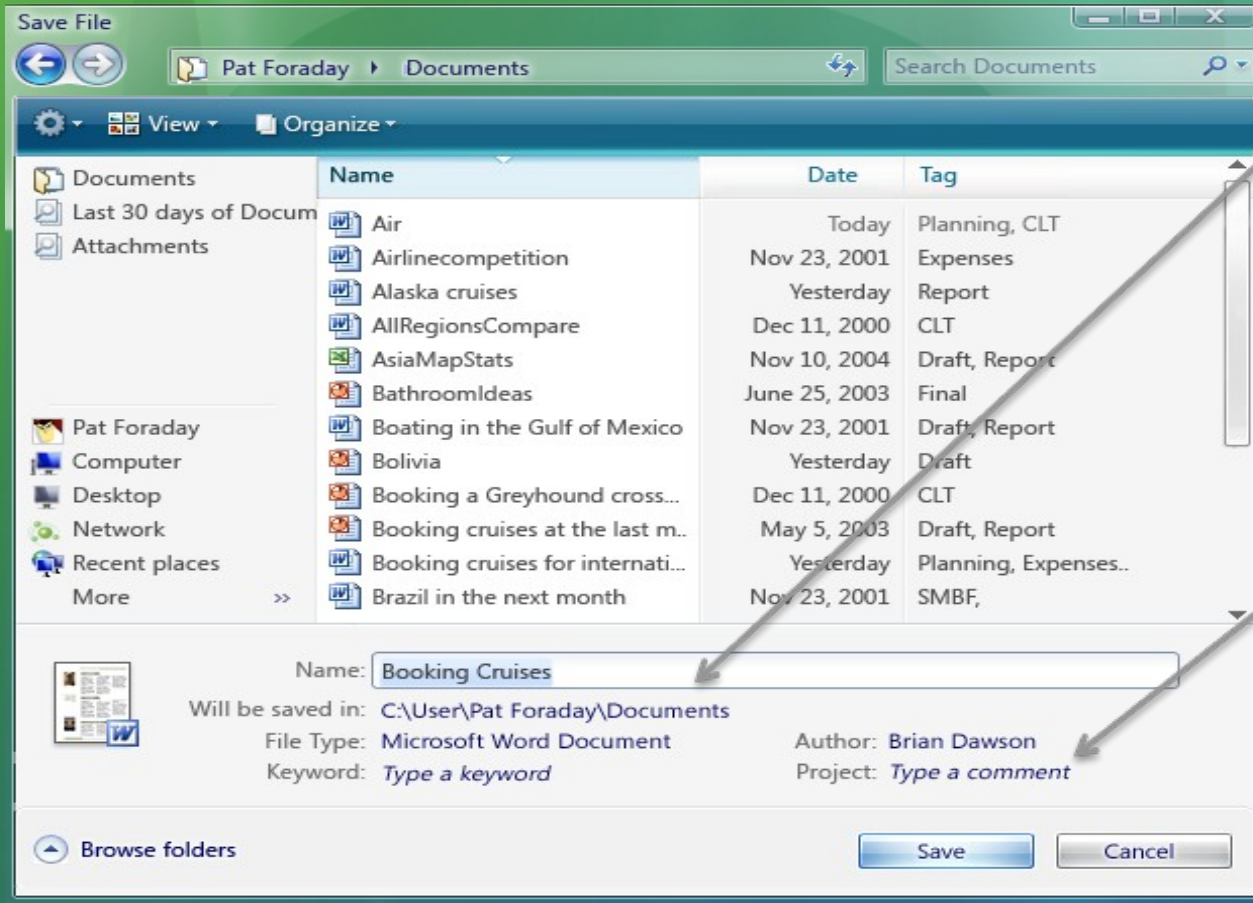 Save File
Pat Foraday Documents Search Documents
View Organize
Documents
Last 30 days of Docum
Attachments
Pat Foraday
Computer
Desktop
Network
Recent places
More »
Name Date Tag
Air Today Planning, CLT
Airlinecompetition Nov 23, 2001 Expenses
Alaska cruises Yesterday Report
AllRegionsCompare Dec 11, 2000 CLT
AsiaMapStats Nov 10, 2004 Draft, Report
BathroomIdeas June 25, 2003 Final
Boating in the Gulf of Mexico Nov 23, 2001 Draft, Report
Bolivia Yesterday Draft
Booking a Greyhound cross... Dec 11, 2000 CLT
Booking cruises at the last m.. May 5, 2003 Draft, Report
Booking cruises for internati... Yesterday Planning, Expenses..
Brazil in the next month Nov 23, 2001 SMBF,
Name: Booking Cruises
Will be saved in: C:\User\Pat Foraday\Documents
File Type: Microsoft Word Document Author: Brian Dawson
Keyword: Type a keyword Project: Type a comment
Browse folders Save Cancel